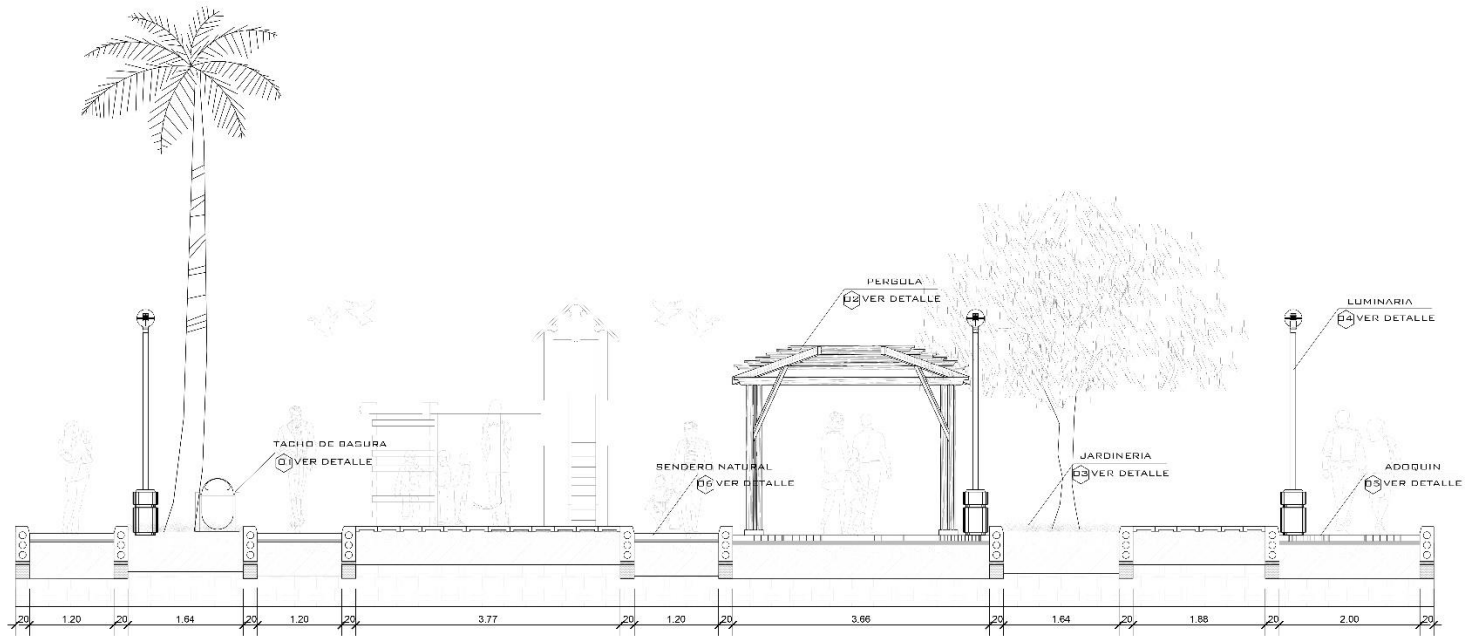 PERGOLA
02 VER DETALLE
LUMINARIA
04 VER DETALLE
TACHO DE BASURA
01 VER DETALLE
SENDERO NATURAL
06 VER DETALLE
JARDINERIA
03 VER DETALLE
ADOQUIN
05 VER DETALLE
.20 1.20 .20 1.64 .20 1.20 .20 3.77 .20 1.20 .20 3.66 .20 1.64 .20 1.88 .20 2.00 .20